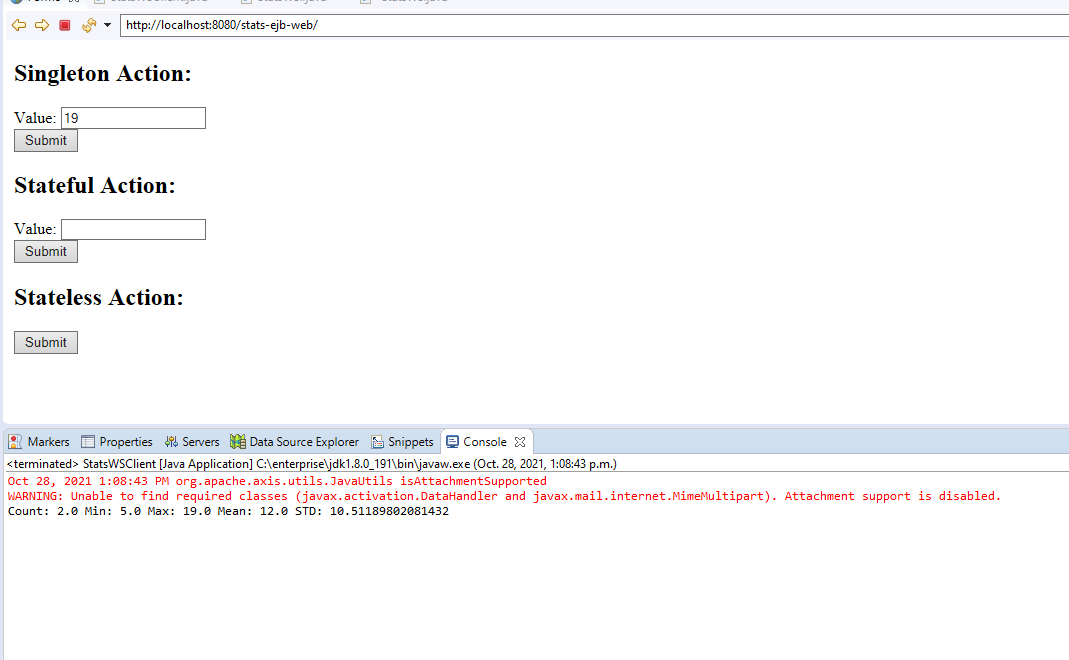 http://localhost:8080/stats-ejb-web/
Singleton Action:
Value: 19
Submit
Stateful Action:
Value:
Submit
Stateless Action:
Submit
Markers Properties Servers Data Source Explorer Snippets Console
<terminated> StatsWSClient [Java Application] C:\enterprise\jdk1.8.0_191\bin\javaw.exe (Oct. 28, 2021, 1:08:43 p.m.)
Oct 28, 2021 1:08:43 PM org.apache.axis.utils.JavaUtils isAttachmentSupported
WARNING: Unable to find required classes (javax.activation.DataHandler and javax.mail.internet.MimeMultipart). Attachment support is disabled.
Count: 2.0 Min: 5.0 Max: 19.0 Mean: 12.0 STD: 10.51189802081432